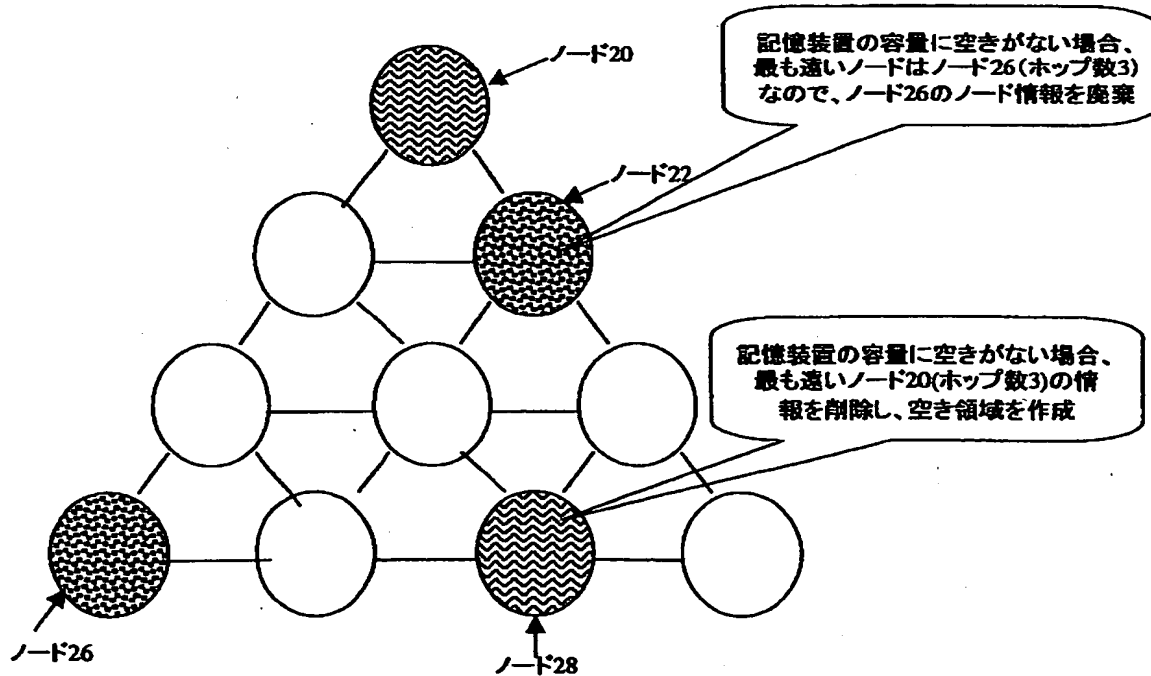 ノード20
記憶装置の容量に空きがない場合、
最も遠いノードはノード26(ホップ数3)
なので、ノード26のノード情報を廃棄
ノード22
記憶装置の容量に空きがない場合、
最も遠いノード20(ホップ数3)の情
報を削除し、空き領域を作成
ノード26
ノード28